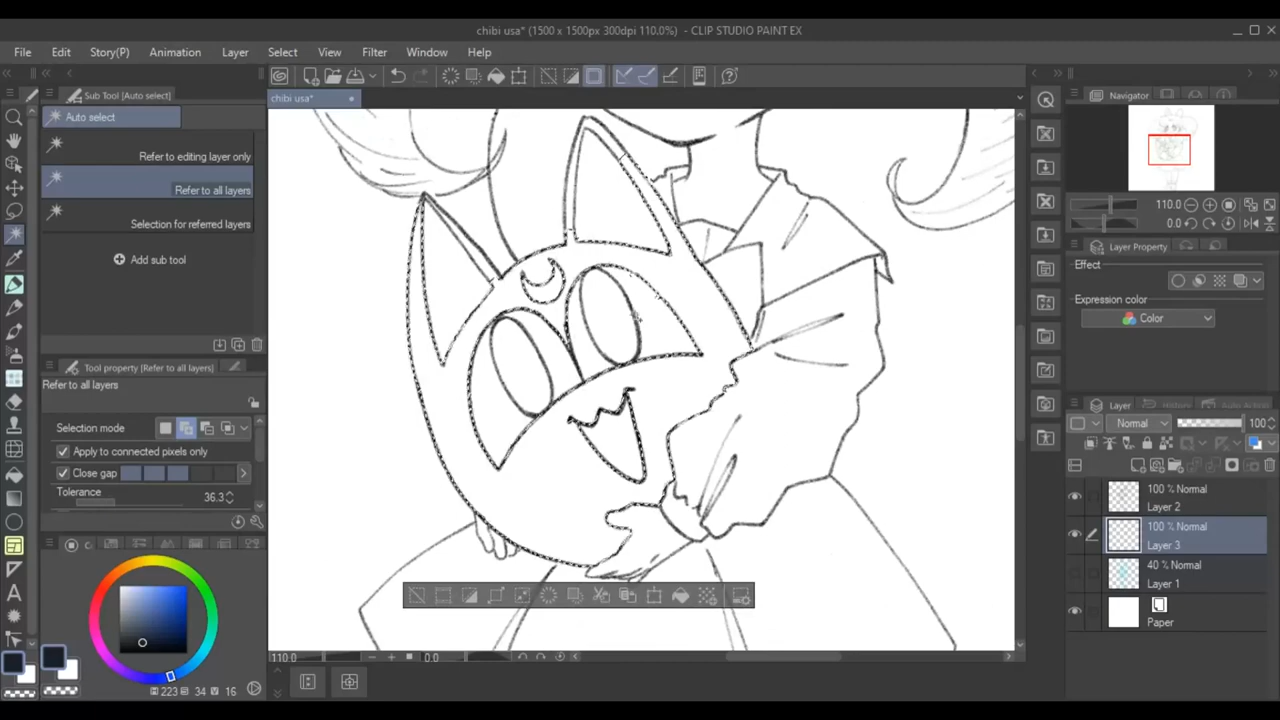 chibi usa* (1500 x 1500px 300dpi 110.0%) - CLIP STUDIO PAINT EX
File Edit Story(P) Animation Layer Select View Filter Window Help
Sub Tool [Auto select]
chibi usa*
Navigator
Auto select
Refer to editing layer only
Refer to all layers
Selection for referred layers
Add sub tool
110.0
0.0
Layer Property
Effect
Expression color
Color
Tool property [Refer to all layers]
Refer to all layers
Selection mode
Apply to connected pixels only
Close gap
Tolerance
36.3
Layer History Auto Action
Normal 100
100 % Normal
Layer 2
100 % Normal
Layer 3
40 % Normal
Layer 1
Paper
110.0 0.0
223 S 34 V 16